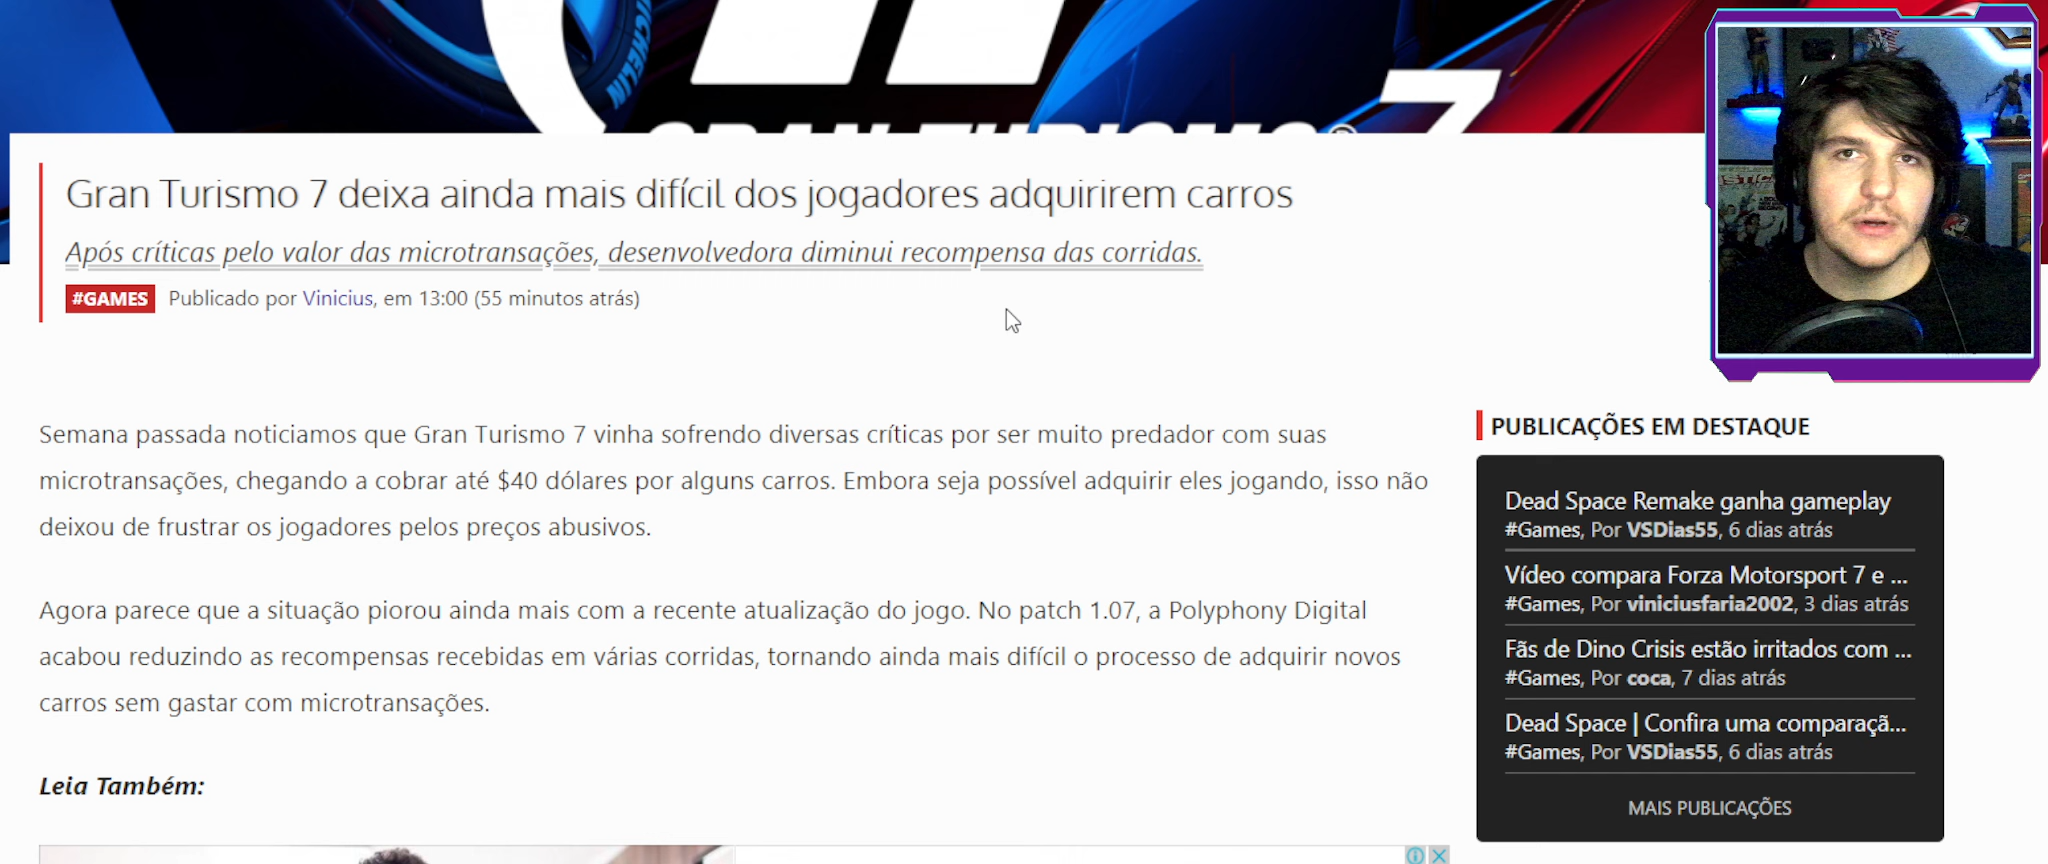 MICHELIN
GRAN TURISMO® 7
Gran Turismo 7 deixa ainda mais difícil dos jogadores adquirirem carros
Após críticas pelo valor das microtransações, desenvolvedora diminui recompensa das corridas.
#GAMES Publicado por Vinicius, em 13:00 (55 minutos atrás)
Semana passada noticiamos que Gran Turismo 7 vinha sofrendo diversas críticas por ser muito predador com suas
microtransações, chegando a cobrar até $40 dólares por alguns carros. Embora seja possível adquirir eles jogando, isso não
deixou de frustrar os jogadores pelos preços abusivos.
Agora parece que a situação piorou ainda mais com a recente atualização do jogo. No patch 1.07, a Polyphony Digital
acabou reduzindo as recompensas recebidas em várias corridas, tornando ainda mais difícil o processo de adquirir novos
carros sem gastar com microtransações.
Leia Também:
PUBLICAÇÕES EM DESTAQUE
Dead Space Remake ganha gameplay
#Games, Por VSDias55, 6 dias atrás
Vídeo compara Forza Motorsport 7 e ...
#Games, Por viniciusfaria2002, 3 dias atrás
Fãs de Dino Crisis estão irritados com ...
#Games, Por coca, 7 dias atrás
Dead Space | Confira uma comparaçã...
#Games, Por VSDias55, 6 dias atrás
MAIS PUBLICAÇÕES